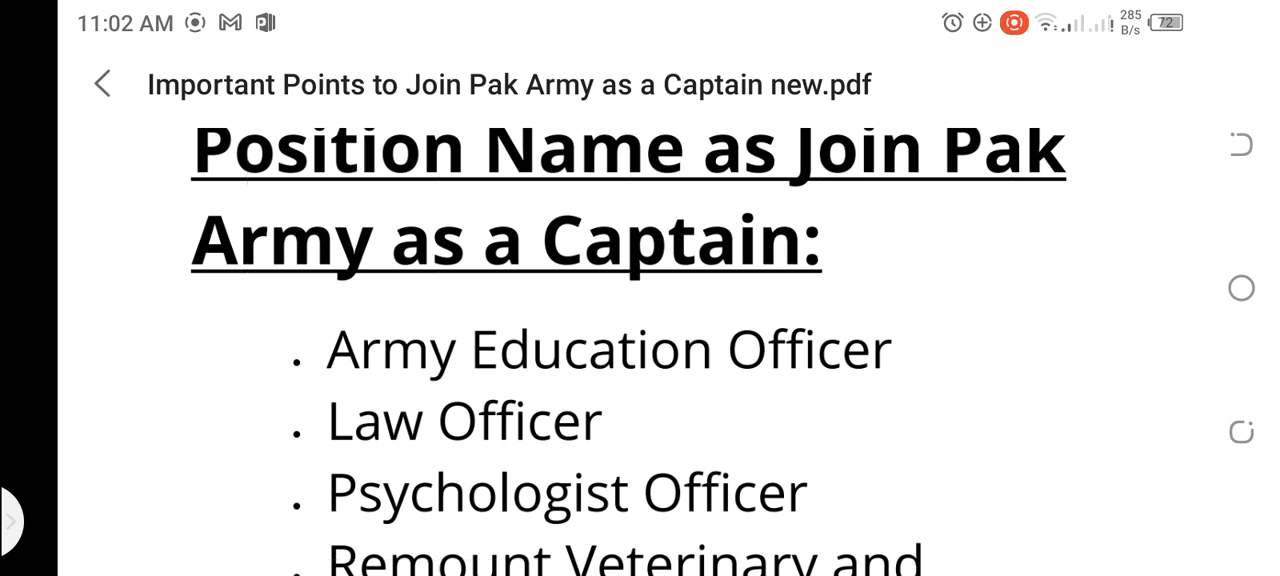 11:02 AM
285
B/s
72
Important Points to Join Pak Army as a Captain new.pdf
Position Name as Join Pak
Army as a Captain:
. Army Education Officer
. Law Officer
. Psychologist Officer
. Remount Veterinary and